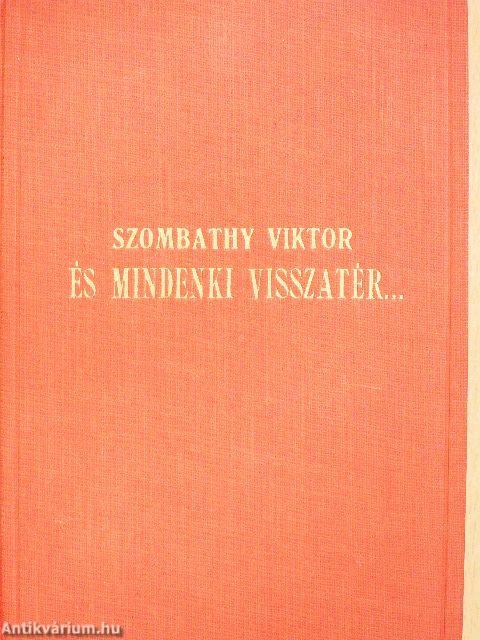 SZOMBATHY VIKTOR
ÉS MINDENKI VISSZATÉR...
Antikvárium.hu